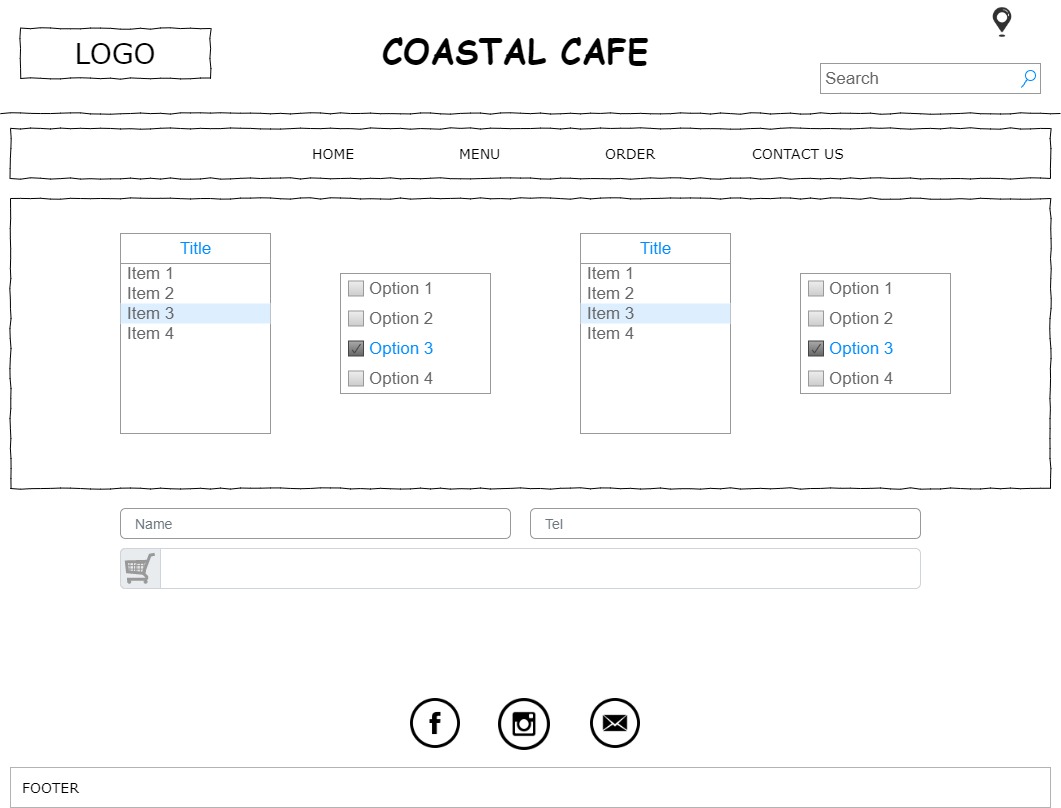 LOGO
COASTAL CAFE
Search
HOME
MENU
ORDER
CONTACT US
Title
Item 1
Item 2
Item 3
Item 4
Option 1
Option 2
Option 3
Option 4
Title
Item 1
Item 2
Item 3
Item 4
Option 1
Option 2
Option 3
Option 4
Name
Tel
f
FOOTER